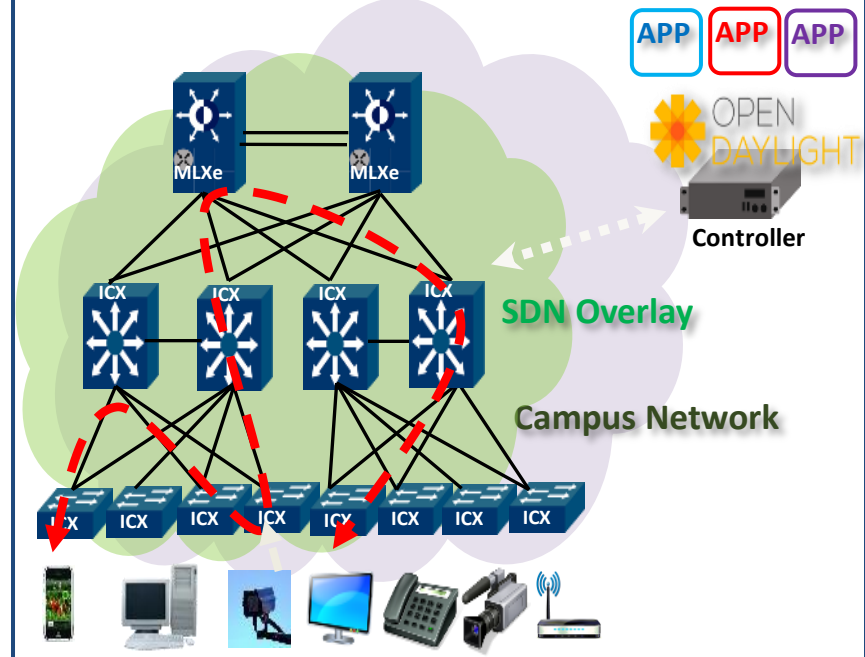 APP APP APP
OPEN
DAYLIGHT
MLXe MLXe
Controller
ICX ICX ICX ICX
SDN Overlay
Campus Network
ICX ICX ICX ICX ICX ICX ICX ICX